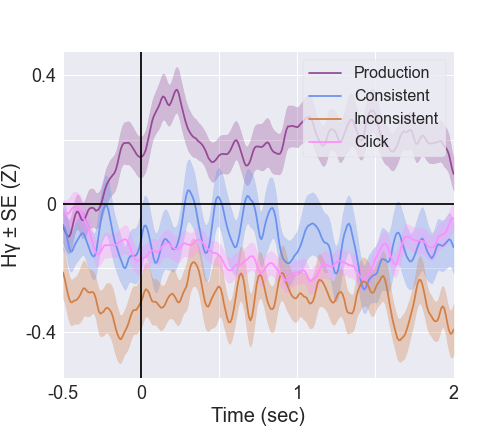 Hγ ± SE (Z)
0.4
0
-0.4
Production
Consistent
Inconsistent
Click
-0.5
0
1
2
Time (sec)